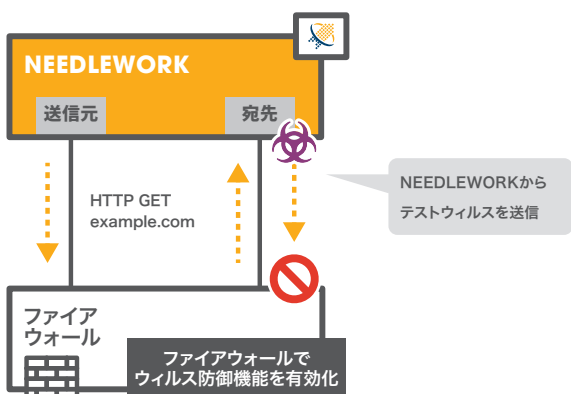 NEEDLEWORK
送信元
宛先
HTTP GET
example.com
NEEDLEWORKから
テストウィルスを送信
ファイア
ウォール
ファイアウォールで
ウィルス防御機能を有効化